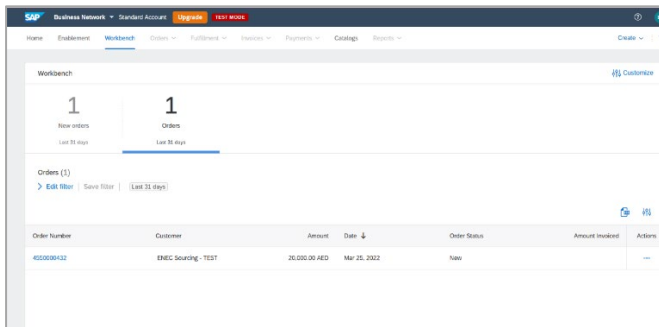 SAP Business Network Standard Account Upgrade TEST MODE
Home Enablement Workbench Orders Fulfillment Invoices Payments Catalogs Reports Create
Workbench Customize
1 1
New orders Orders
Last 31 days Last 31 days
Orders (1)
Edit filter Save filter Last 31 days
Order Number Customer Amount Date ↓ Order Status Amount Invoiced Actions
4550000432 ENEC Sourcing - TEST 20,000.00 AED Mar 25, 2022 New ...